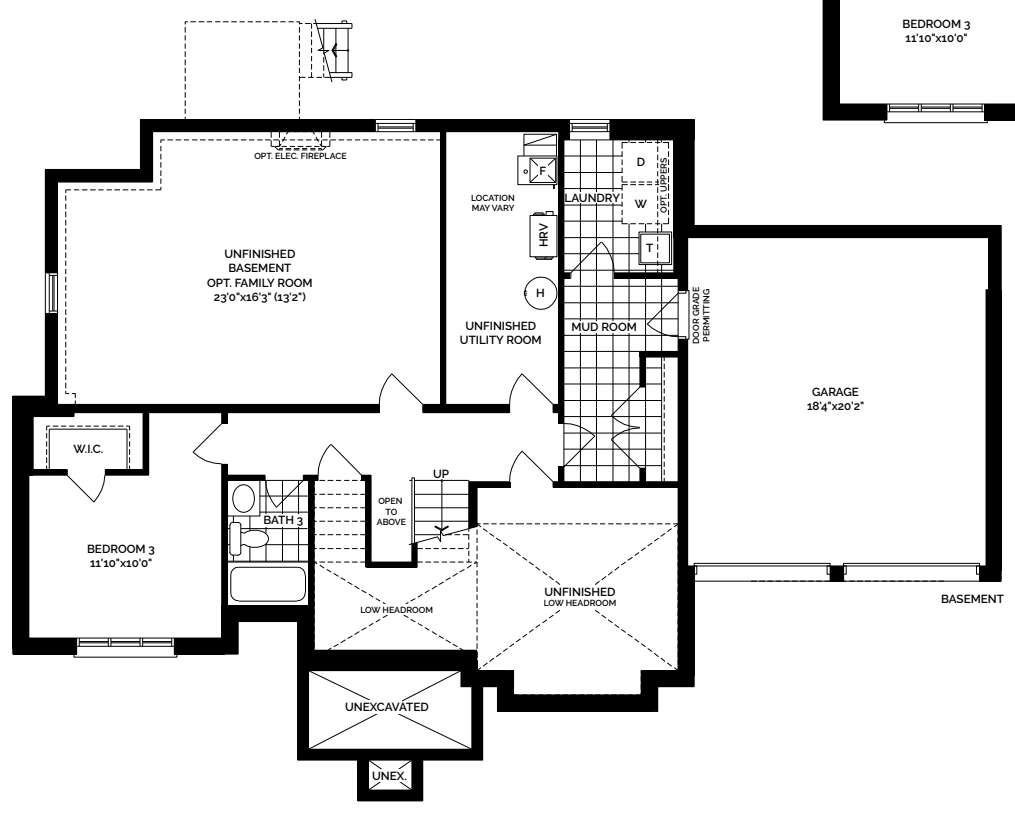 BEDROOM 3
11'10"x10'0"
OPT. ELEC. FIREPLACE
F
D
LOCATION
MAY VARY
LAUNDRY
W
OPT. UPPERS
HRV
T
UNFINISHED
BASEMENT
OPT. FAMILY ROOM
23'0"x16'3" (13'2")
H
UNFINISHED
UTILITY ROOM
MUD ROOM
DOOR GRADE
PERMITTING
GARAGE
18'4"x20'2"
W.I.C.
UP
OPEN
TO
ABOVE
BATH 3
BEDROOM 3
11'10"x10'0"
UNFINISHED
LOW HEADROOM
LOW HEADROOM
BASEMENT
UNEXCAVATED
UNEX.